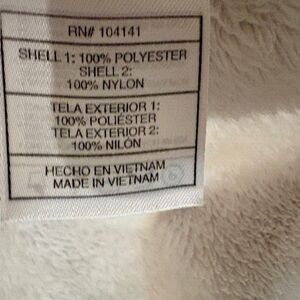 RN# 104141
SHELL 1: 100% POLYESTER
SHELL 2:
100% NYLON
TELA EXTERIOR 1:
100% POLIÉSTER
TELA EXTERIOR 2:
100% NILÓN
HECHO EN VIETNAM
MADE IN VIETNAM